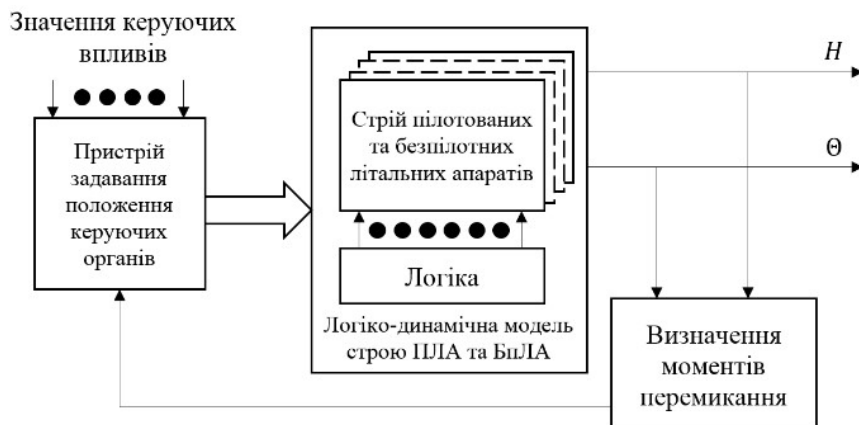 Значення керуючих
впливів
Пристрій
задавання
положення
керуючих
органів
Стрій пілотованих
та безпілотних
літальних апаратів
Логіка
Логіко-динамічна модель
строю ПЛА та БпЛА
H
Θ
Визначення
моментів
перемикання